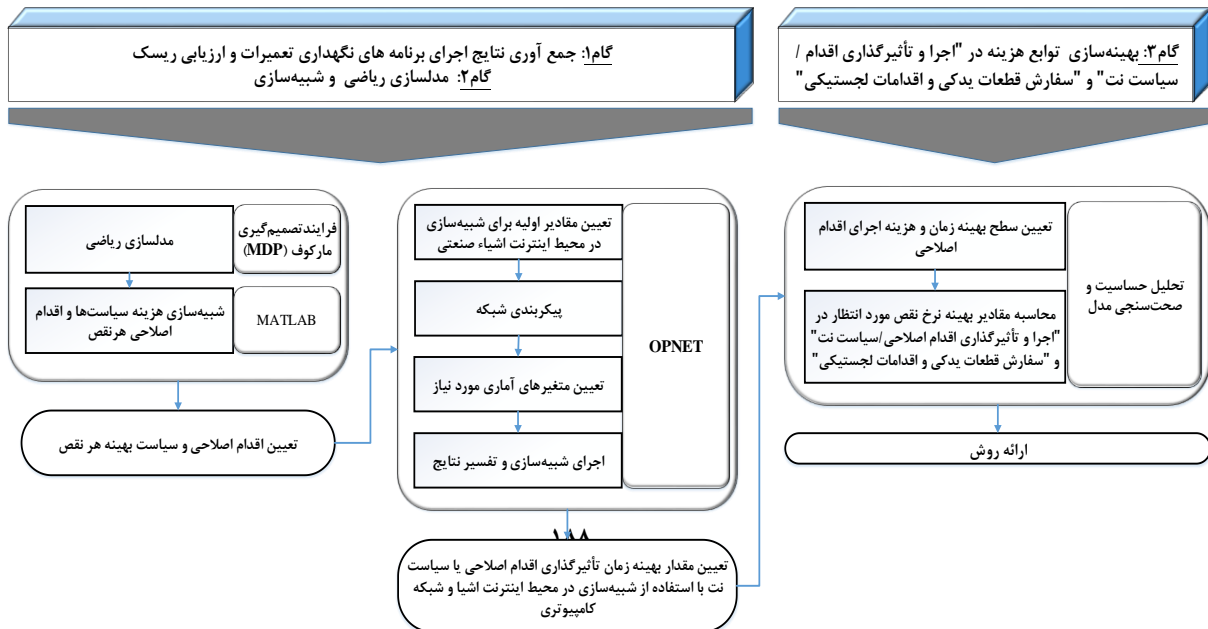 گام۱: جمع آوری نتایج اجرای برنامه های نگهداری تعمیرات و ارزیابی ریسک
گام۲: مدلسازی ریاضی و شبیه‌سازی
گام۳: بهینه‌سازی توابع هزینه در "اجرا و تأثیرگذاری اقدام /
سیاست نت" و "سفارش قطعات یدکی و اقدامات لجستیکی"
فرایندتصمیم‌گیری
مارکوف (MDP)
مدلسازی ریاضی
MATLAB
شبیه‌سازی هزینه سیاست‌ها و اقدام
اصلاحی هرنقص
تعیین اقدام اصلاحی و سیاست بهینه هر نقص
OPNET
تعیین مقادیر اولیه برای شبیه‌سازی
در محیط اینترنت اشیاء صنعتی
پیکربندی شبکه
تعیین متغیرهای آماری مورد نیاز
اجرای شبیه‌سازی و تفسیر نتایج
۱۸۸
تعیین مقدار بهینه زمان تأثیرگذاری اقدام اصلاحی یا سیاست
نت با استفاده از شبیه‌سازی در محیط اینترنت اشیا و شبکه
کامپیوتری
تحلیل حساسیت و
صحت‌سنجی مدل
تعیین سطح بهینه زمان و هزینه اجرای اقدام
اصلاحی
محاسبه مقادیر بهینه نرخ نقص مورد انتظار در
"اجرا و تأثیرگذاری اقدام اصلاحی/سیاست نت"
و "سفارش قطعات یدکی و اقدامات لجستیکی"
ارائه روش